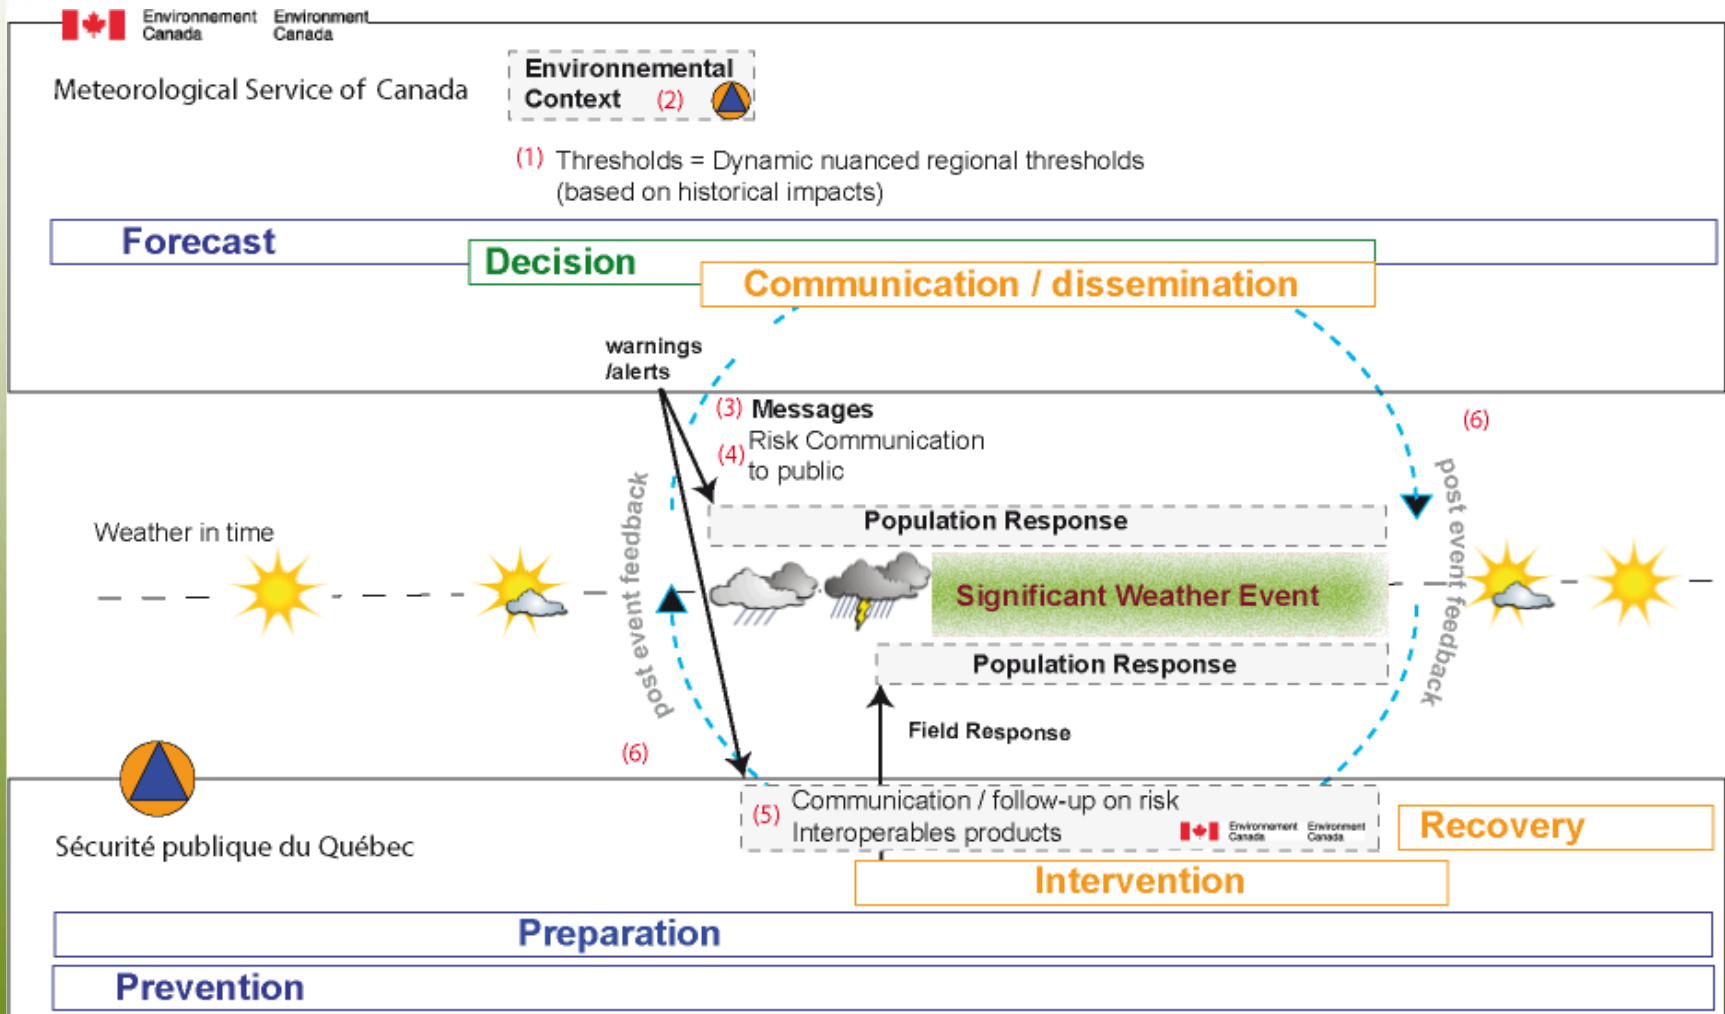 Environnement Environment
Canada Canada
Meteorological Service of Canada
Environnemental
Context (2)
(1) Thresholds = Dynamic nuanced regional thresholds
(based on historical impacts)
Forecast
Decision
Communication / dissemination
warnings
/alerts
(3) Messages
(4) Risk Communication
to public
(6)
post event feedback
post event feedback
Population Response
Weather in time
Significant Weather Event
Population Response
Field Response
(6)
Sécurité publique du Québec
(5) Communication / follow-up on risk
Interoperables products
Environnement Environment
Canada Canada
Recovery
Intervention
Preparation
Prevention